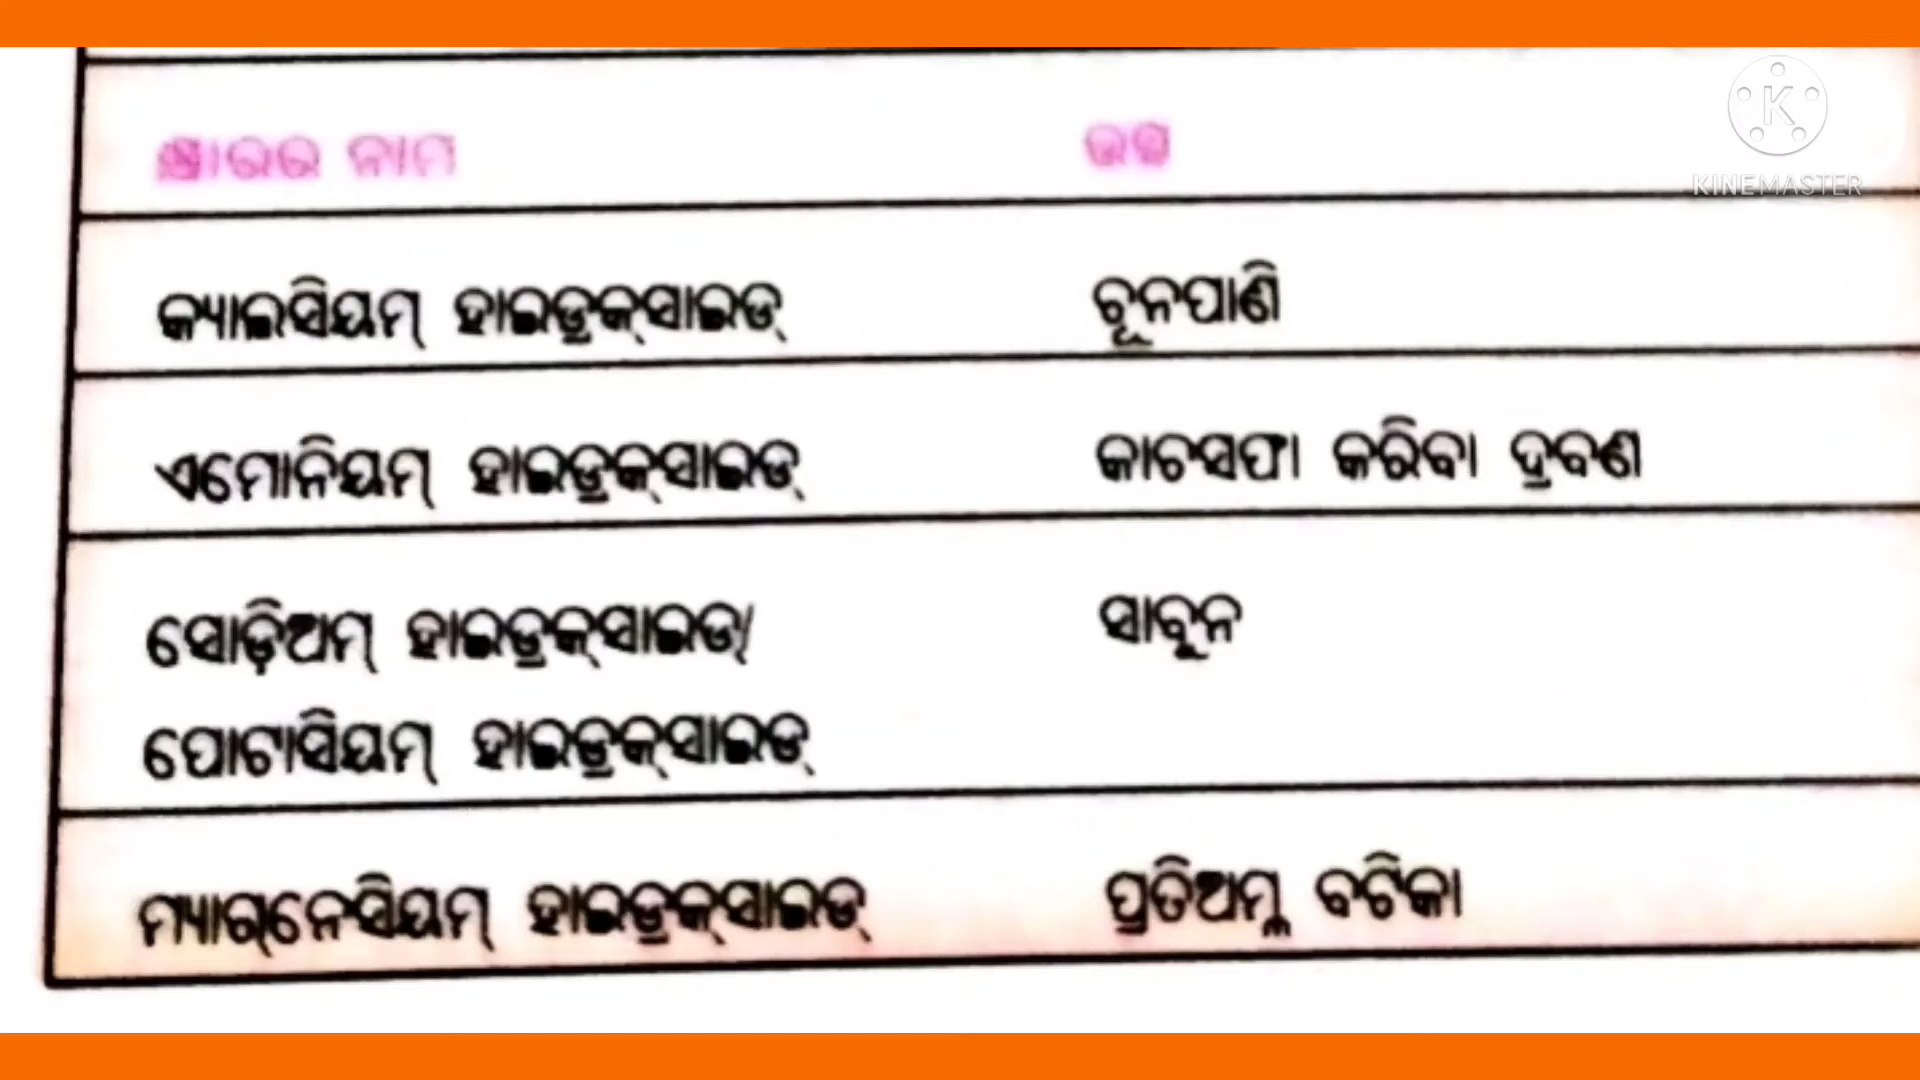 କ୍ଷାରର ନାମ ଉତ୍ସ
KINEMASTER
କ୍ୟାଲସିୟମ୍ ହାଇଡ୍ରକ୍‌ସାଇଡ୍ ଚୂନପାଣି
ଏମୋନିୟମ୍ ହାଇଡ୍ରକ୍‌ସାଇଡ୍ କାଚସଫା କରିବା ଦ୍ରବଣ
ସୋଡ଼ିଅମ୍ ହାଇଡ୍ରକ୍‌ସାଇଡ୍/ ସାବୁନ
ପୋଟାସିୟମ୍ ହାଇଡ୍ରକ୍‌ସାଇଡ୍
ମ୍ୟାଗ୍‌ନେସିୟମ୍ ହାଇଡ୍ରକ୍‌ସାଇଡ୍ ପ୍ରତିଅମ୍ଳ ବଟିକା